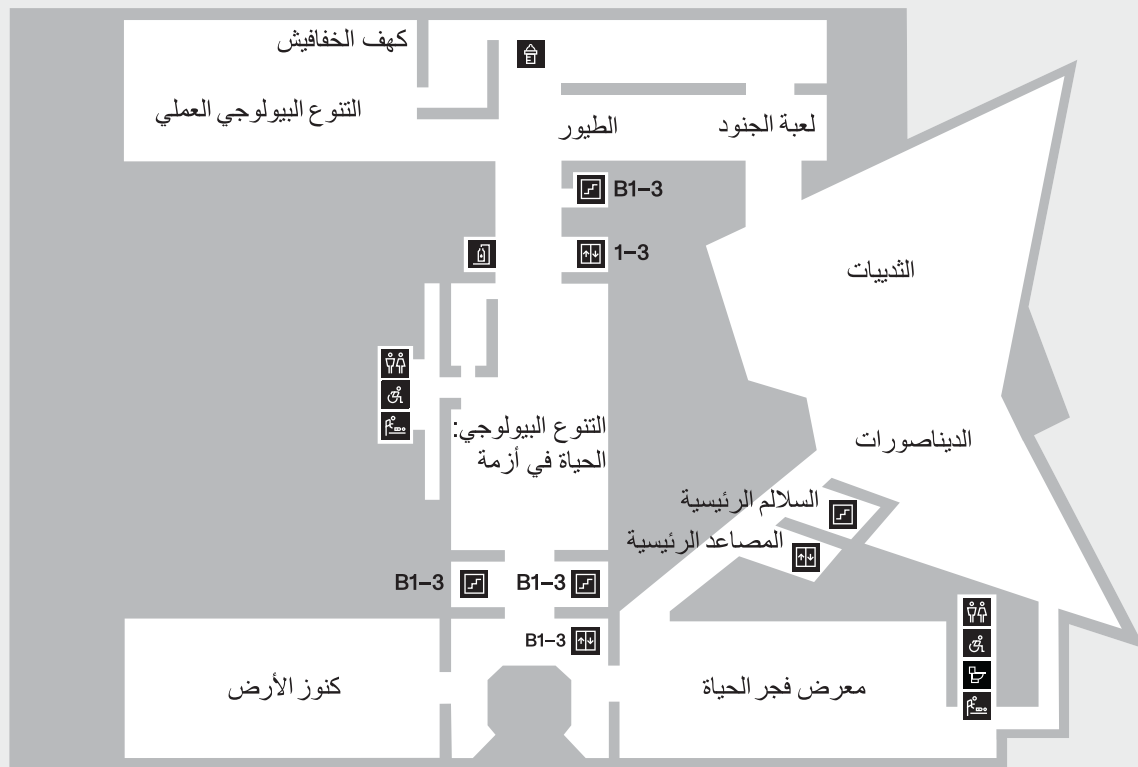 كهف الخفافيش
التنوع البيولوجي العملي
الطيور
لعبة الجنود
B1–3
1–3
الثدييات
التنوع البيولوجي:
الحياة في أزمة
الديناصورات
السلالم الرئيسية
المصاعد الرئيسية
B1–3
B1–3
B1–3
كنوز الأرض
معرض فجر الحياة